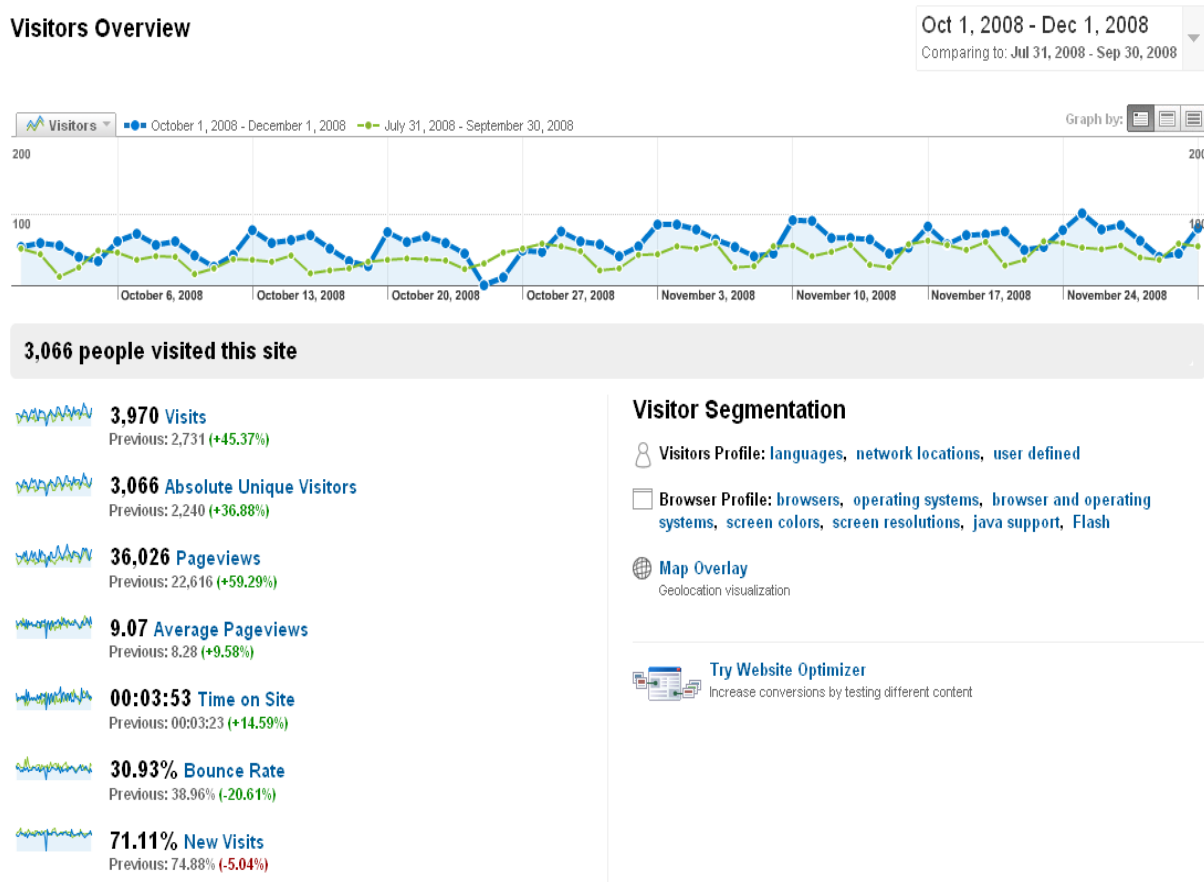 Visitors Overview
Oct 1, 2008 - Dec 1, 2008
Comparing to: Jul 31, 2008 - Sep 30, 2008
Visitors
October 1, 2008 - December 1, 2008
July 31, 2008 - September 30, 2008
Graph by:
200
200
100
100
October 6, 2008
October 13, 2008
October 20, 2008
October 27, 2008
November 3, 2008
November 10, 2008
November 17, 2008
November 24, 2008
3,066 people visited this site
3,970 Visits
Previous: 2,731 (+45.37%)
3,066 Absolute Unique Visitors
Previous: 2,240 (+36.88%)
36,026 Pageviews
Previous: 22,616 (+59.29%)
9.07 Average Pageviews
Previous: 8.28 (+9.58%)
00:03:53 Time on Site
Previous: 00:03:23 (+14.59%)
30.93% Bounce Rate
Previous: 38.96% (-20.61%)
71.11% New Visits
Previous: 74.88% (-5.04%)
Visitor Segmentation
Visitors Profile: languages, network locations, user defined
Browser Profile: browsers, operating systems, browser and operating
systems, screen colors, screen resolutions, java support, Flash
Map Overlay
Geolocation visualization
Try Website Optimizer
Increase conversions by testing different content